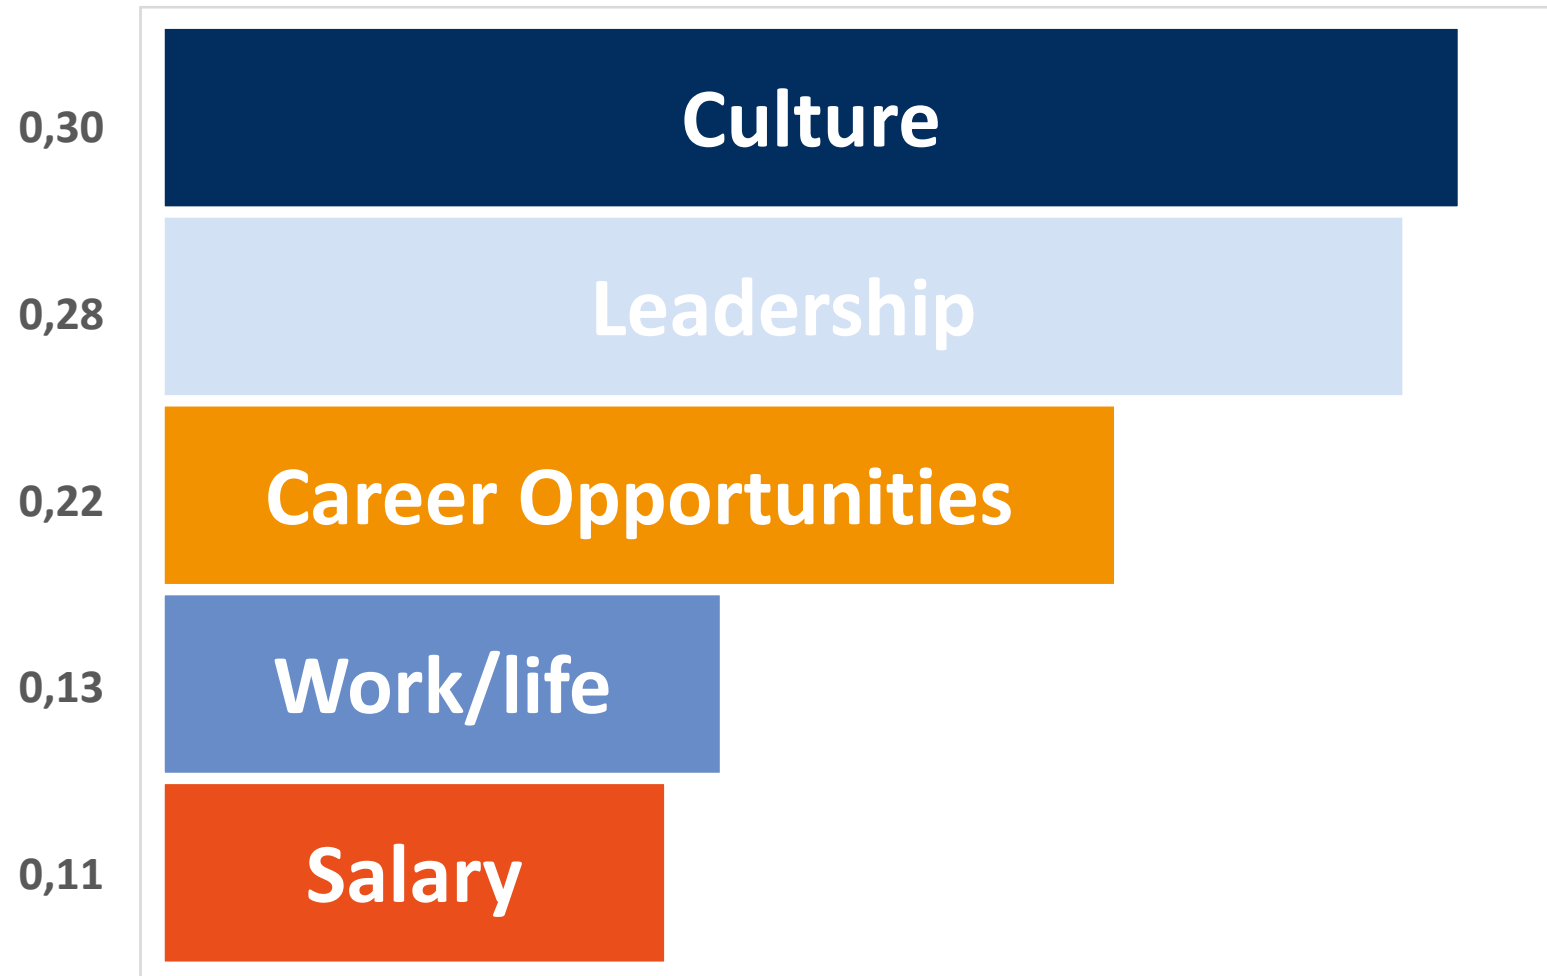 0,30 Culture
0,28 Leadership
0,22 Career Opportunities
0,13 Work/life
0,11 Salary